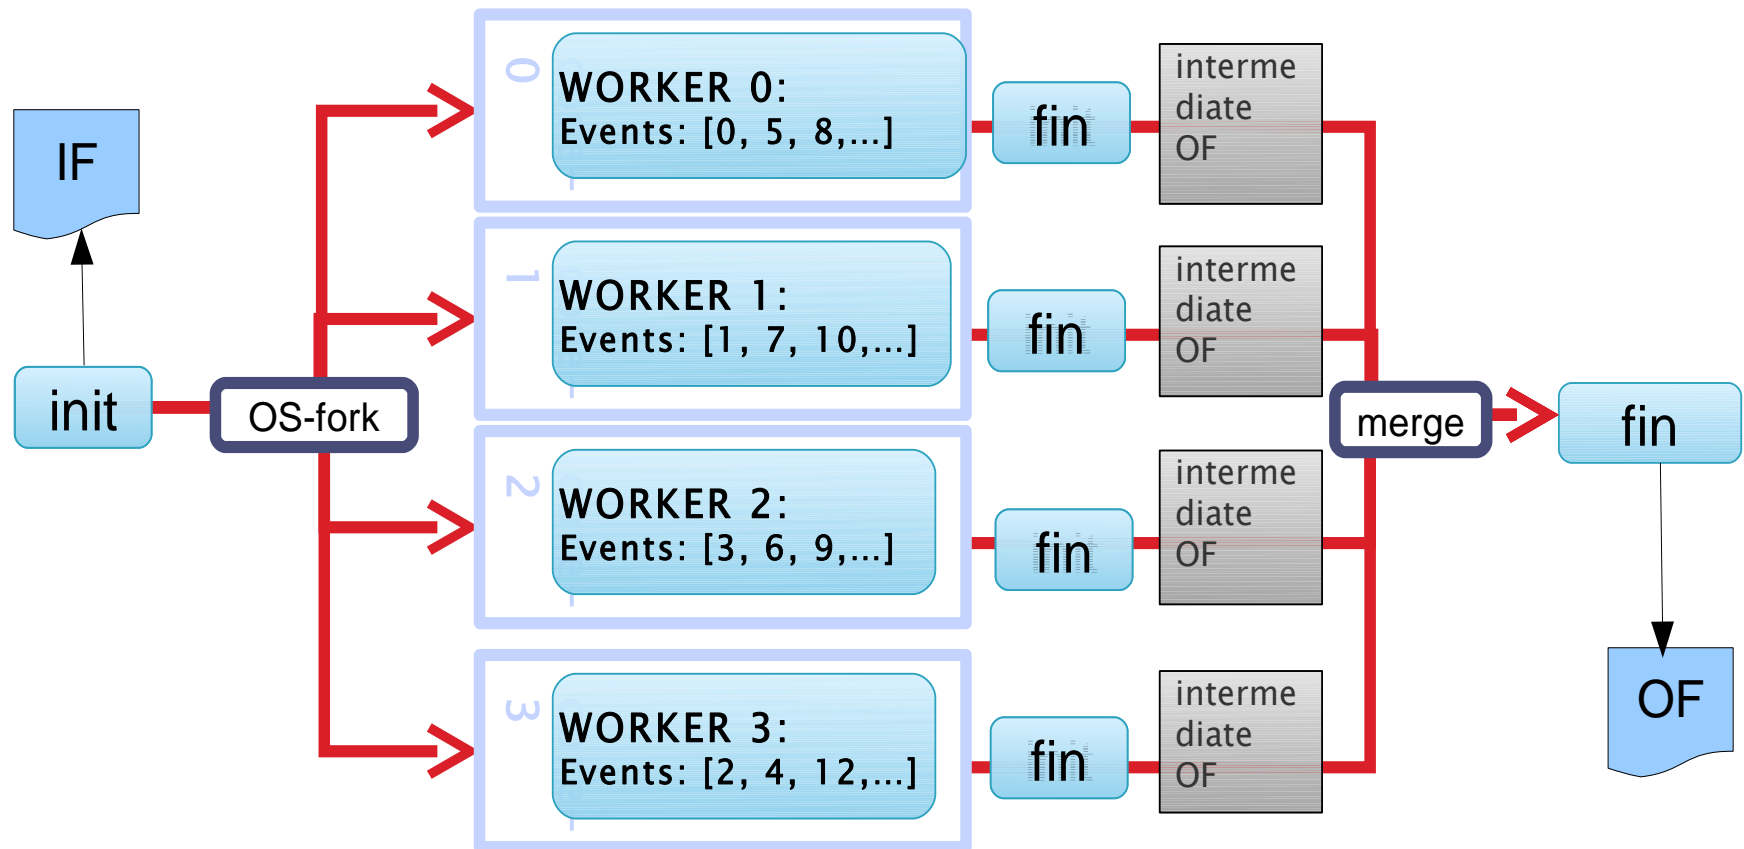 IF
init
OS-fork
0
WORKER 0:
Events: [0, 5, 8,...]
fin
interme
diate
OF
1
WORKER 1:
Events: [1, 7, 10,...]
fin
interme
diate
OF
2
WORKER 2:
Events: [3, 6, 9,...]
fin
interme
diate
OF
3
WORKER 3:
Events: [2, 4, 12,...]
fin
interme
diate
OF
merge
fin
OF